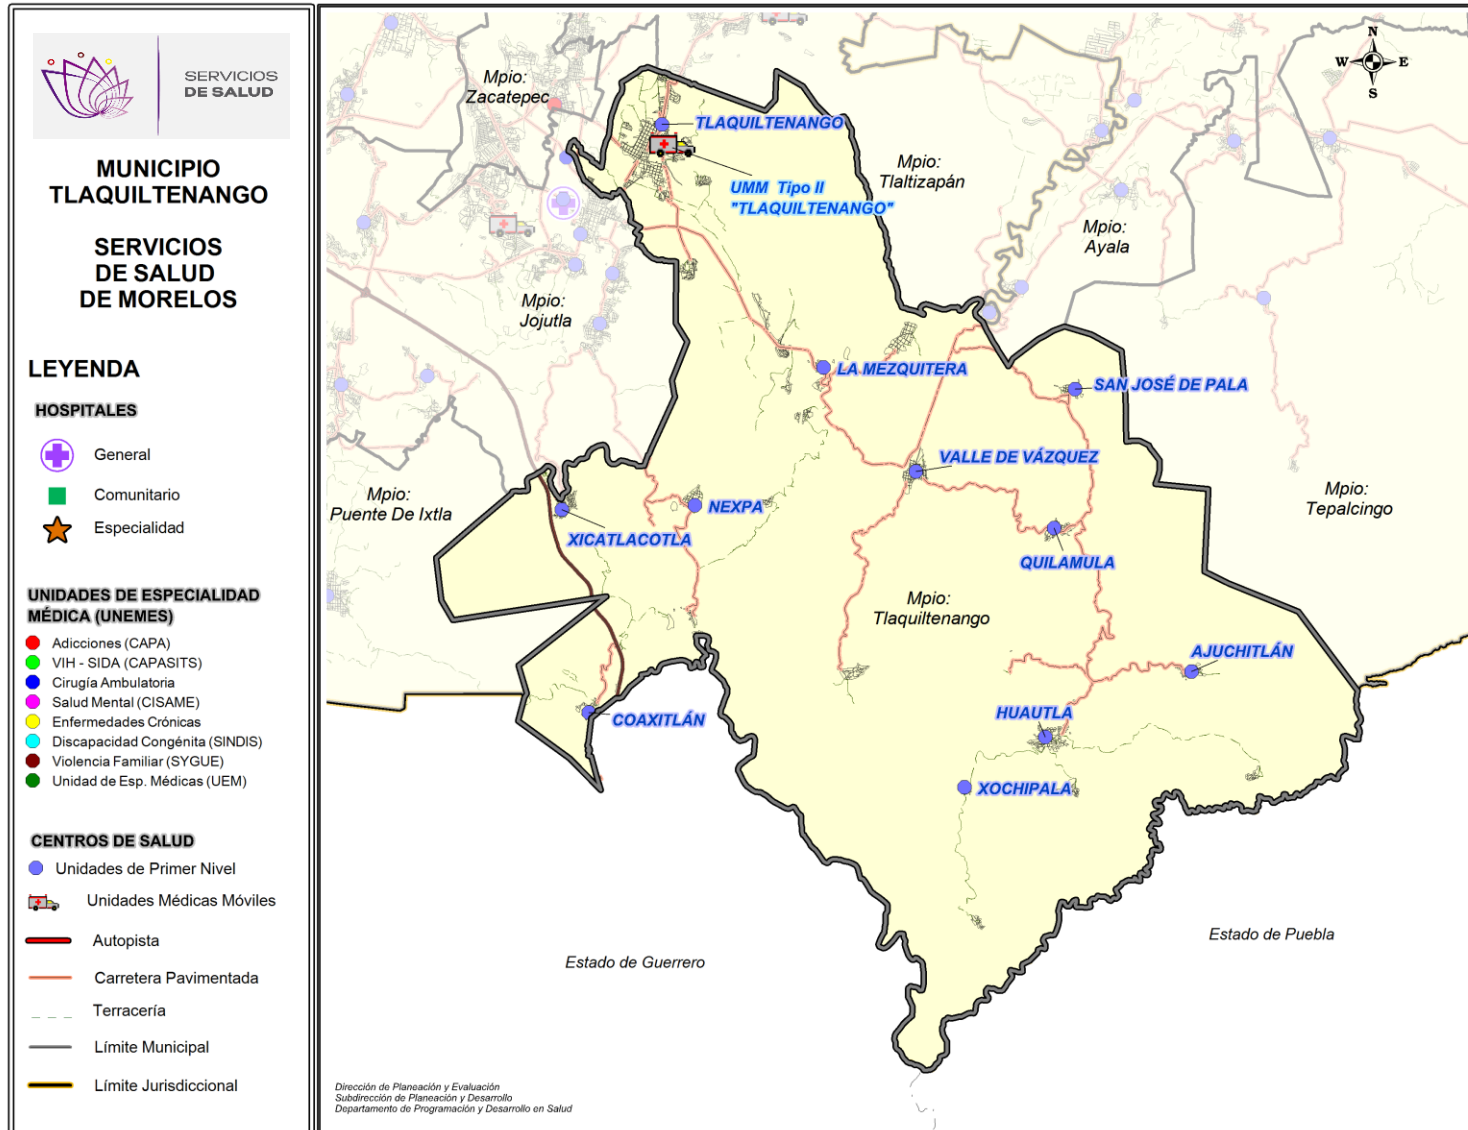 SERVICIOS
DE SALUD
MUNICIPIO
TLAQUILTENANGO
SERVICIOS
DE SALUD
DE MORELOS
LEYENDA
HOSPITALES
General
Comunitario
Especialidad
UNIDADES DE ESPECIALIDAD
MÉDICA (UNEMES)
Adicciones (CAPA)
VIH - SIDA (CAPASITS)
Cirugía Ambulatoria
Salud Mental (CISAME)
Enfermedades Crónicas
Discapacidad Congénita (SINDIS)
Violencia Familiar (SYGUE)
Unidad de Esp. Médicas (UEM)
CENTROS DE SALUD
Unidades de Primer Nivel
Unidades Médicas Móviles
Autopista
Carretera Pavimentada
Terracería
Límite Municipal
Límite Jurisdiccional
N
W E
S
Mpio:
Zacatepec
TLAQUILTENANGO
UMM Tipo II
"TLAQUILTENANGO"
Mpio:
Tlaltizapán
Mpio:
Ayala
Mpio:
Jojutla
LA MEZQUITERA
SAN JOSÉ DE PALA
VALLE DE VÁZQUEZ
Mpio:
Puente De Ixtla
NEXPA
XICATLACOTLA
Mpio:
Tepalcingo
QUILAMULA
Mpio:
Tlaquiltenango
AJUCHITLÁN
COAXITLÁN
HUAUTLA
XOCHIPALA
Estado de Guerrero
Estado de Puebla
Dirección de Planeación y Evaluación
Subdirección de Planeación y Desarrollo
Departamento de Programación y Desarrollo en Salud